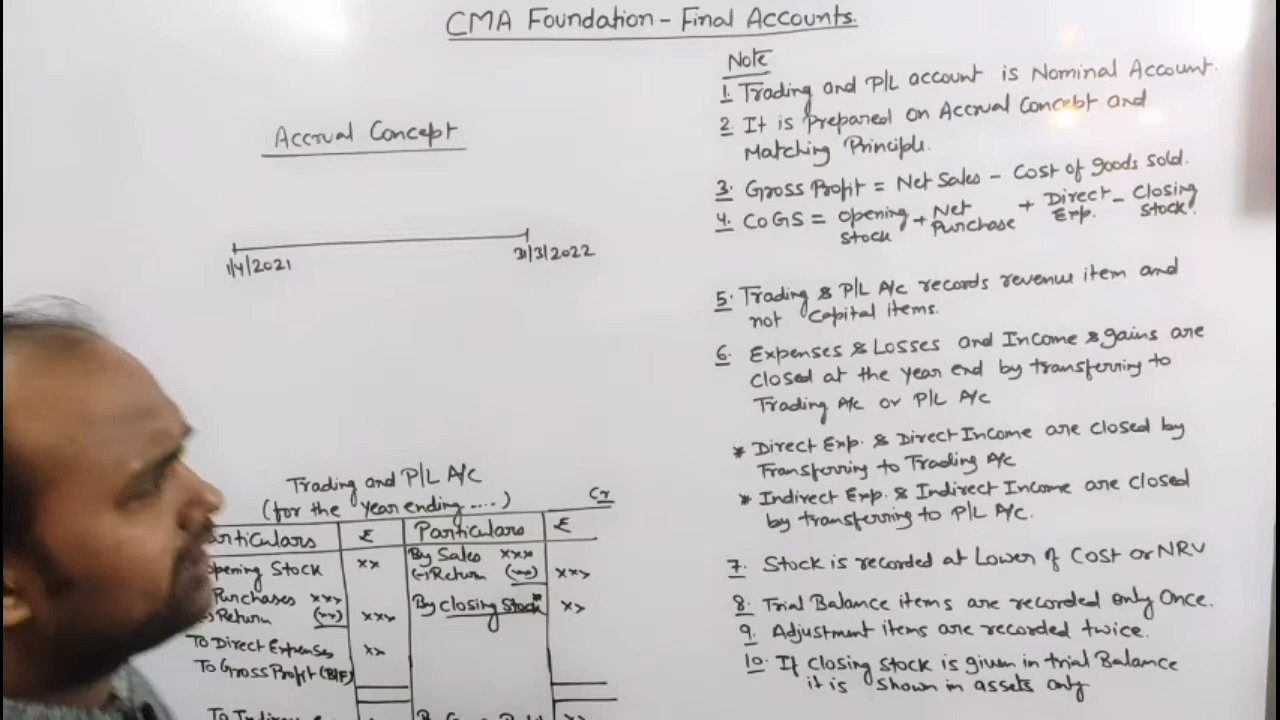 CMA Foundation - Final Accounts.
Accrual Concept
1/4/2021
31/3/2022
Note
1. Trading and P/L account is Nominal Account.
2. It is prepared on Accrual Concept and
Matching Principle.
3. Gross Profit = Net Sales - Cost of goods sold.
4. COGS = opening stock + Net Purchase + Direct Exp. - Closing stock.
5. Trading & P/L A/c records revenue item and
not Capital items.
6. Expenses & Losses and Income & gains are
closed at the year end by transferring to
Trading A/c or P/L A/c
* Direct Exp. & Direct Income are closed by
Transferring to Trading A/c
* Indirect Exp. & Indirect Income are closed
by transferring to P/L A/c.
7. Stock is recorded at Lower of Cost or NRV
8. Trial Balance items are recorded only Once.
9. Adjustment items are recorded twice.
10. If closing stock is given in trial Balance
it is shown in assets only
Trading and P/L A/c
(for the Year ending ....) Cr
articulars ₹ Particulars ₹
opening Stock xx By Sales xxx
(-) Return (xx) xxx
Purchases xxx By closing Stock* xx
Return (xx) xxx
To Direct Expenses xx
To Gross Profit (B/F)